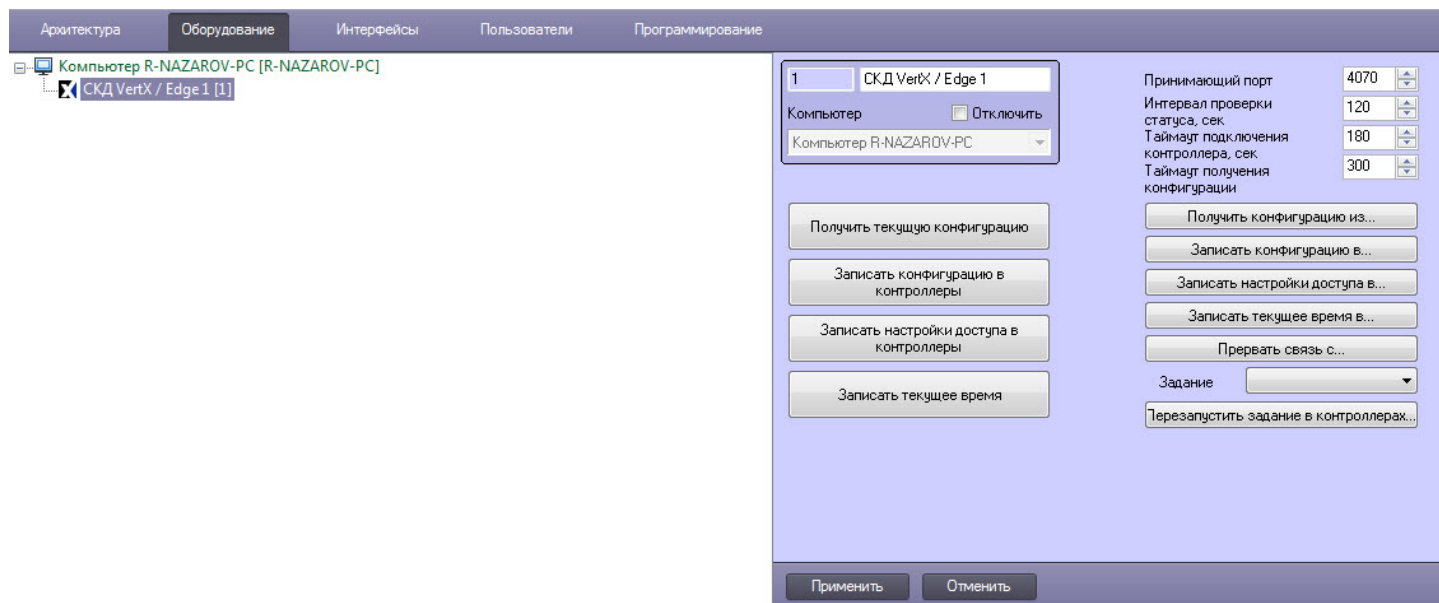 Архитектура Оборудование Интерфейсы Пользователи Программирование
Компьютер R-NAZAROV-PC [R-NAZAROV-PC]
СКД VertX / Edge 1 [1]
1 СКД VertX / Edge 1
Компьютер Отключить
Компьютер R-NAZAROV-PC
Получить текущую конфигурацию
Записать конфигурацию в
контроллеры
Записать настройки доступа в
контроллеры
Записать текущее время
Принимающий порт 4070
Интервал проверки
статуса, сек 120
Таймаут подключения
контроллера, сек 180
Таймаут получения
конфигурации 300
Получить конфигурацию из...
Записать конфигурацию в...
Записать настройки доступа в...
Записать текущее время в...
Прервать связь с...
Задание
Перезапустить задание в контроллерах...
Применить Отменить